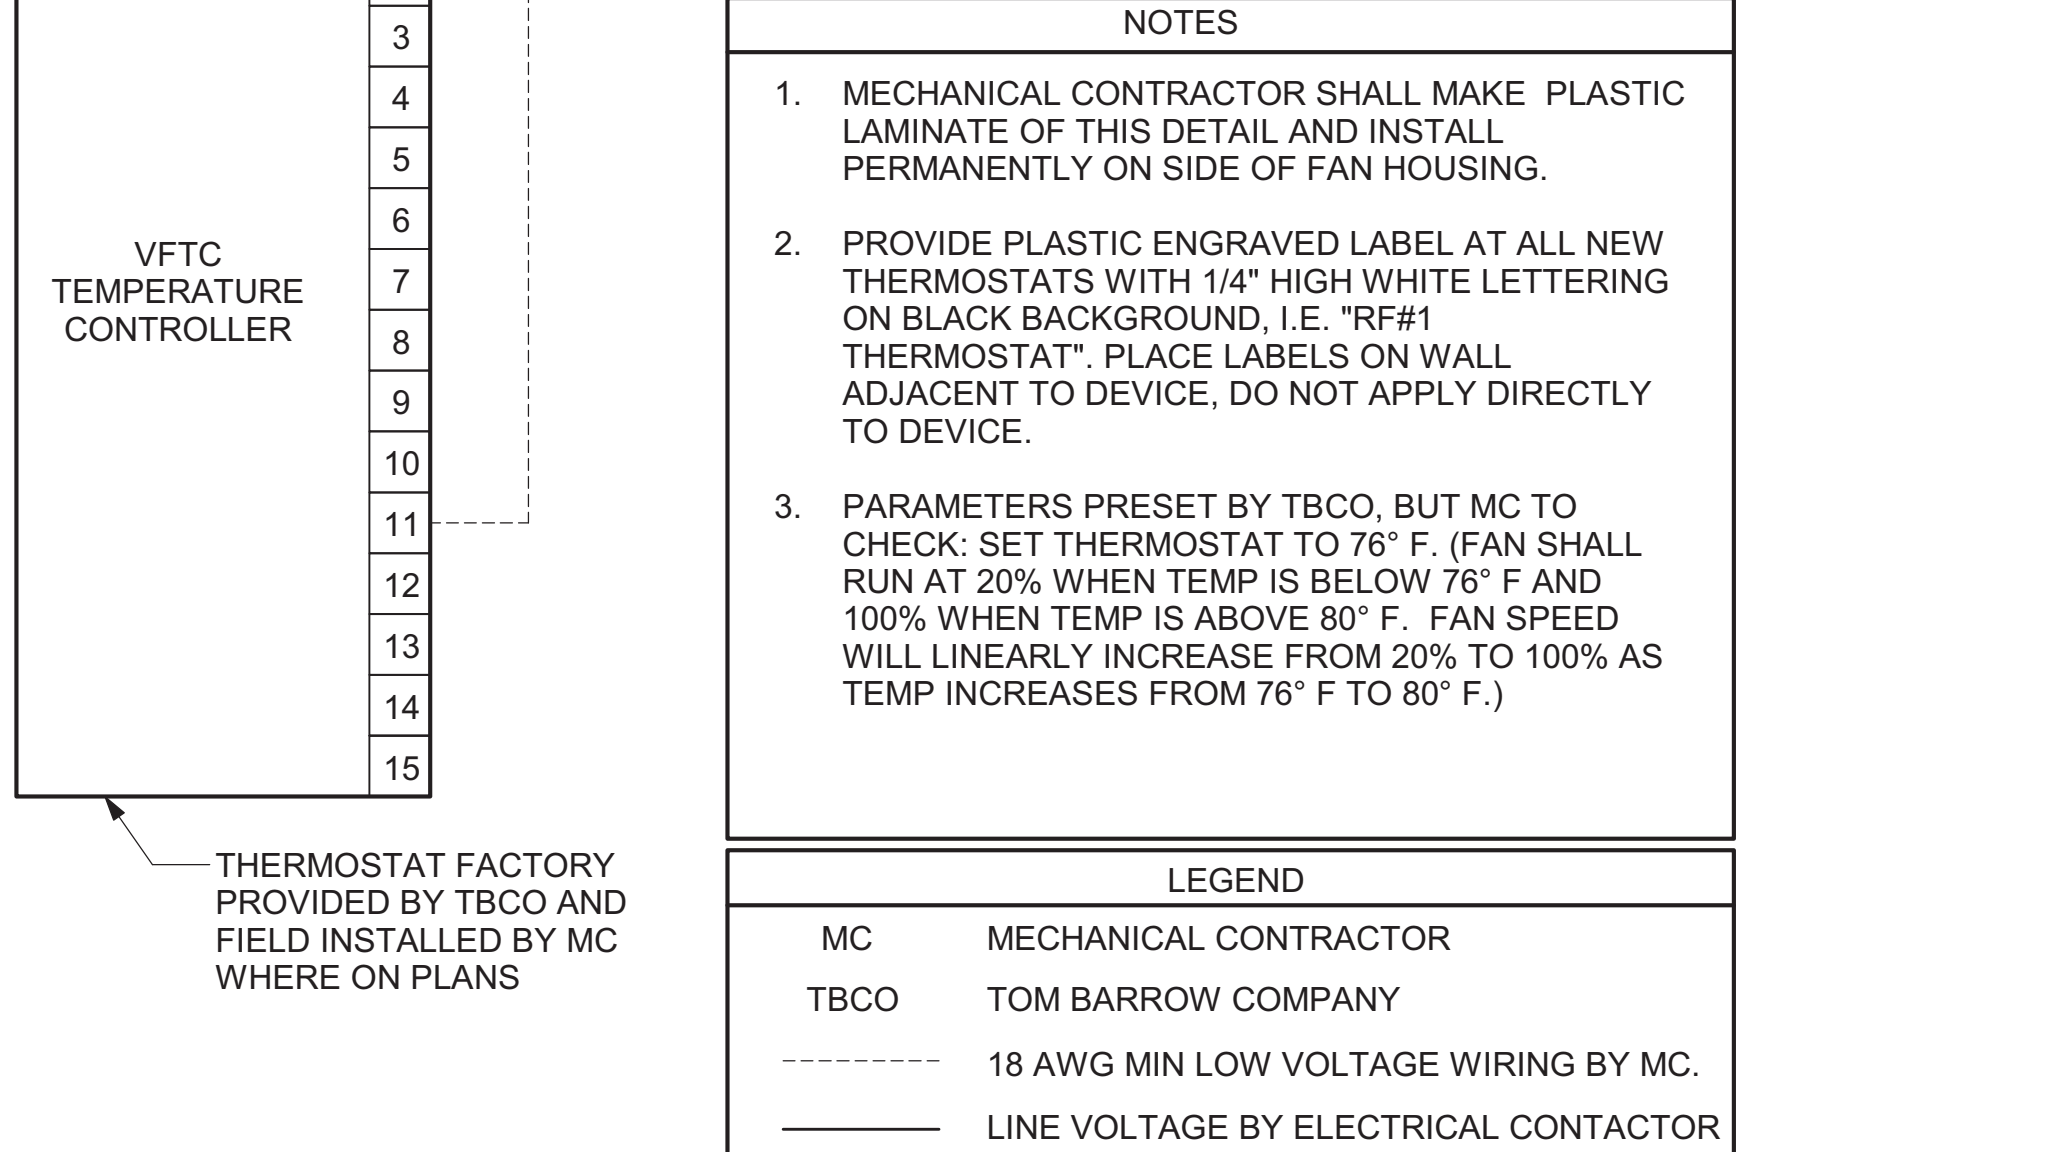 3
4
5
6
7
8
9
10
11
12
13
14
15
VFTC
TEMPERATURE
CONTROLLER
THERMOSTAT FACTORY
PROVIDED BY TBCO AND
FIELD INSTALLED BY MC
WHERE ON PLANS
NOTES
1. MECHANICAL CONTRACTOR SHALL MAKE  PLASTIC
LAMINATE OF THIS DETAIL AND INSTALL
PERMANENTLY ON SIDE OF FAN HOUSING.
2. PROVIDE PLASTIC ENGRAVED LABEL AT ALL NEW
THERMOSTATS WITH 1/4" HIGH WHITE LETTERING
ON BLACK BACKGROUND, I.E. "RF#1
THERMOSTAT". PLACE LABELS ON WALL
ADJACENT TO DEVICE, DO NOT APPLY DIRECTLY
TO DEVICE.
3. PARAMETERS PRESET BY TBCO, BUT MC TO
CHECK: SET THERMOSTAT TO 76° F. (FAN SHALL
RUN AT 20% WHEN TEMP IS BELOW 76° F AND
100% WHEN TEMP IS ABOVE 80° F.  FAN SPEED
WILL LINEARLY INCREASE FROM 20% TO 100% AS
TEMP INCREASES FROM 76° F TO 80° F.)
LEGEND
MC MECHANICAL CONTRACTOR
TBCO TOM BARROW COMPANY
18 AWG MIN LOW VOLTAGE WIRING BY MC.
LINE VOLTAGE BY ELECTRICAL CONTACTOR